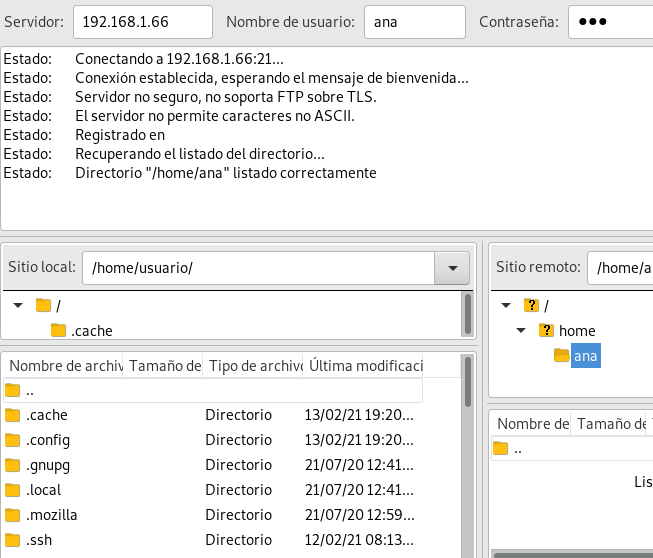 Servidor: 192.168.1.66 Nombre de usuario: ana Contraseña: ●●●
Estado: Conectando a 192.168.1.66:21...
Estado: Conexión establecida, esperando el mensaje de bienvenida...
Estado: Servidor no seguro, no soporta FTP sobre TLS.
Estado: El servidor no permite caracteres no ASCII.
Estado: Registrado en
Estado: Recuperando el listado del directorio...
Estado: Directorio "/home/ana" listado correctamente
Sitio local: /home/usuario/
/
.cache
Nombre de archiv Tamaño de Tipo de archivo Última modificaci
..
.cache Directorio 13/02/21 19:20...
.config Directorio 13/02/21 19:20...
.gnupg Directorio 21/07/20 12:41...
.local Directorio 21/07/20 12:41...
.mozilla Directorio 21/07/20 12:59...
.ssh Directorio 12/02/21 08:13...
Sitio remoto: /home/a
? /
? home
ana
Nombre de Tamaño de
..
Lis